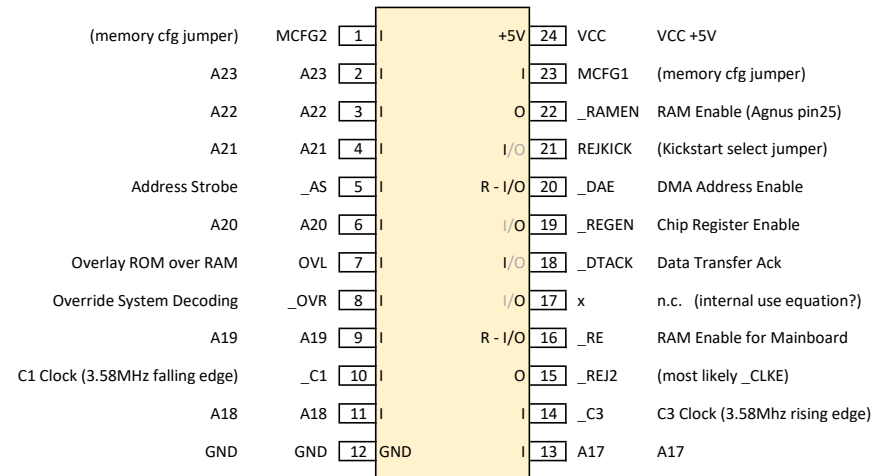 (memory cfg jumper) MCFG2 1 I +5V 24 VCC VCC +5V
A23 A23 2 I I 23 MCFG1 (memory cfg jumper)
A22 A22 3 I O 22 _RAMEN RAM Enable (Agnus pin25)
A21 A21 4 I I/O 21 REJKICK (Kickstart select jumper)
Address Strobe _AS 5 I R - I/O 20 _DAE DMA Address Enable
A20 A20 6 I I/O 19 _REGEN Chip Register Enable
Overlay ROM over RAM OVL 7 I I/O 18 _DTACK Data Transfer Ack
Override System Decoding _OVR 8 I I/O 17 x n.c. (internal use equation?)
A19 A19 9 I R - I/O 16 _RE RAM Enable for Mainboard
C1 Clock (3.58MHz falling edge) _C1 10 I O 15 _REJ2 (most likely _CLKE)
A18 A18 11 I I 14 _C3 C3 Clock (3.58Mhz rising edge)
GND GND 12 GND I 13 A17 A17